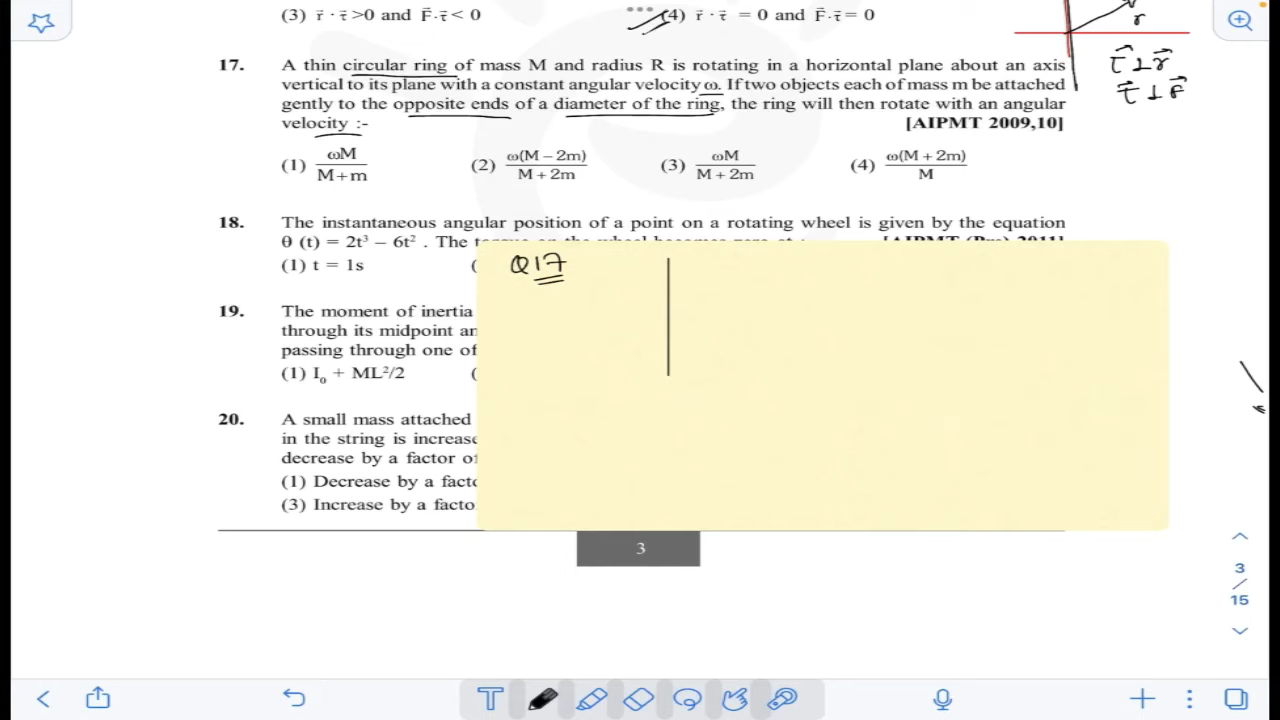 (3) r⃗ · τ⃗ >0 and F⃗.τ⃗ < 0 (4) r⃗ · τ⃗ = 0 and F⃗.τ⃗ = 0
r
τ⃗ ⊥ r⃗
τ⃗ ⊥ F⃗
17. A thin circular ring of mass M and radius R is rotating in a horizontal plane about an axis
vertical to its plane with a constant angular velocity ω. If two objects each of mass m be attached
gently to the opposite ends of a diameter of the ring, the ring will then rotate with an angular
velocity :- [AIPMT 2009,10]
(1) ωM / M+m (2) ω(M – 2m) / M + 2m (3) ωM / M + 2m (4) ω(M + 2m) / M
18. The instantaneous angular position of a point on a rotating wheel is given by the equation
θ (t) = 2t³ – 6t² . The
(1) t = 1s
Q17
19. The moment of inertia
through its midpoint
passing through one of
(1) I₀ + ML²/2
20. A small mass attached
in the string is
decrease by a factor
(1) Decrease by a
(3) Increase by a
3
3
/
15
T